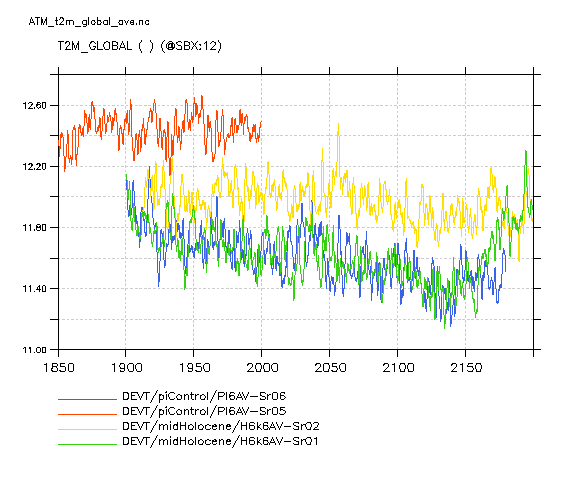 ATM_t2m_global_ave.nc
T2M_GLOBAL ( ) (@SBX:12)
12.60
12.20
11.80
11.40
11.00
1850 1900 1950 2000 2050 2100 2150
DEVT/piControl/PI6AV-Sr06
DEVT/piControl/PI6AV-Sr05
DEVT/midHolocene/H6k6AV-Sr02
DEVT/midHolocene/H6k6AV-Sr01